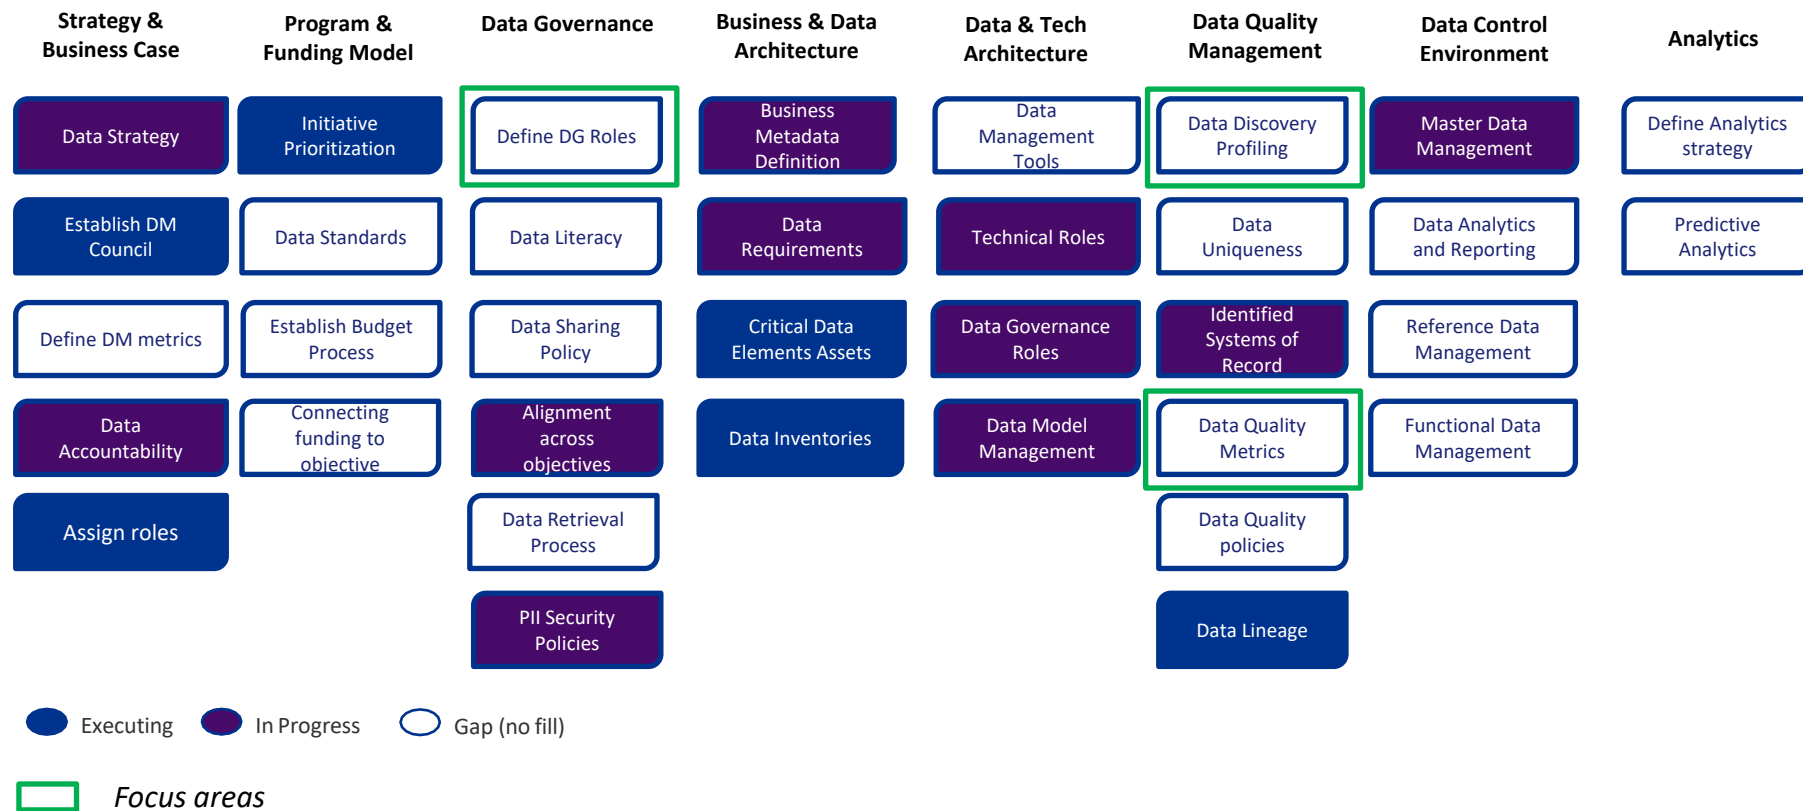 Strategy &
Business Case
Program &
Funding Model
Data Governance
Business & Data
Architecture
Data & Tech
Architecture
Data Quality
Management
Data Control
Environment
Analytics
Data Strategy
Initiative
Prioritization
Define DG Roles
Business
Metadata
Definition
Data
Management
Tools
Data Discovery
Profiling
Master Data
Management
Define Analytics
strategy
Establish DM
Council
Data Standards
Data Literacy
Data
Requirements
Technical Roles
Data
Uniqueness
Data Analytics
and Reporting
Predictive
Analytics
Define DM metrics
Establish Budget
Process
Data Sharing
Policy
Critical Data
Elements Assets
Data Governance
Roles
Identified
Systems of
Record
Reference Data
Management
Data
Accountability
Connecting
funding to
objective
Alignment
across
objectives
Data Inventories
Data Model
Management
Data Quality
Metrics
Functional Data
Management
Assign roles
Data Retrieval
Process
Data Quality
policies
PII Security
Policies
Data Lineage
Executing
In Progress
Gap (no fill)
Focus areas